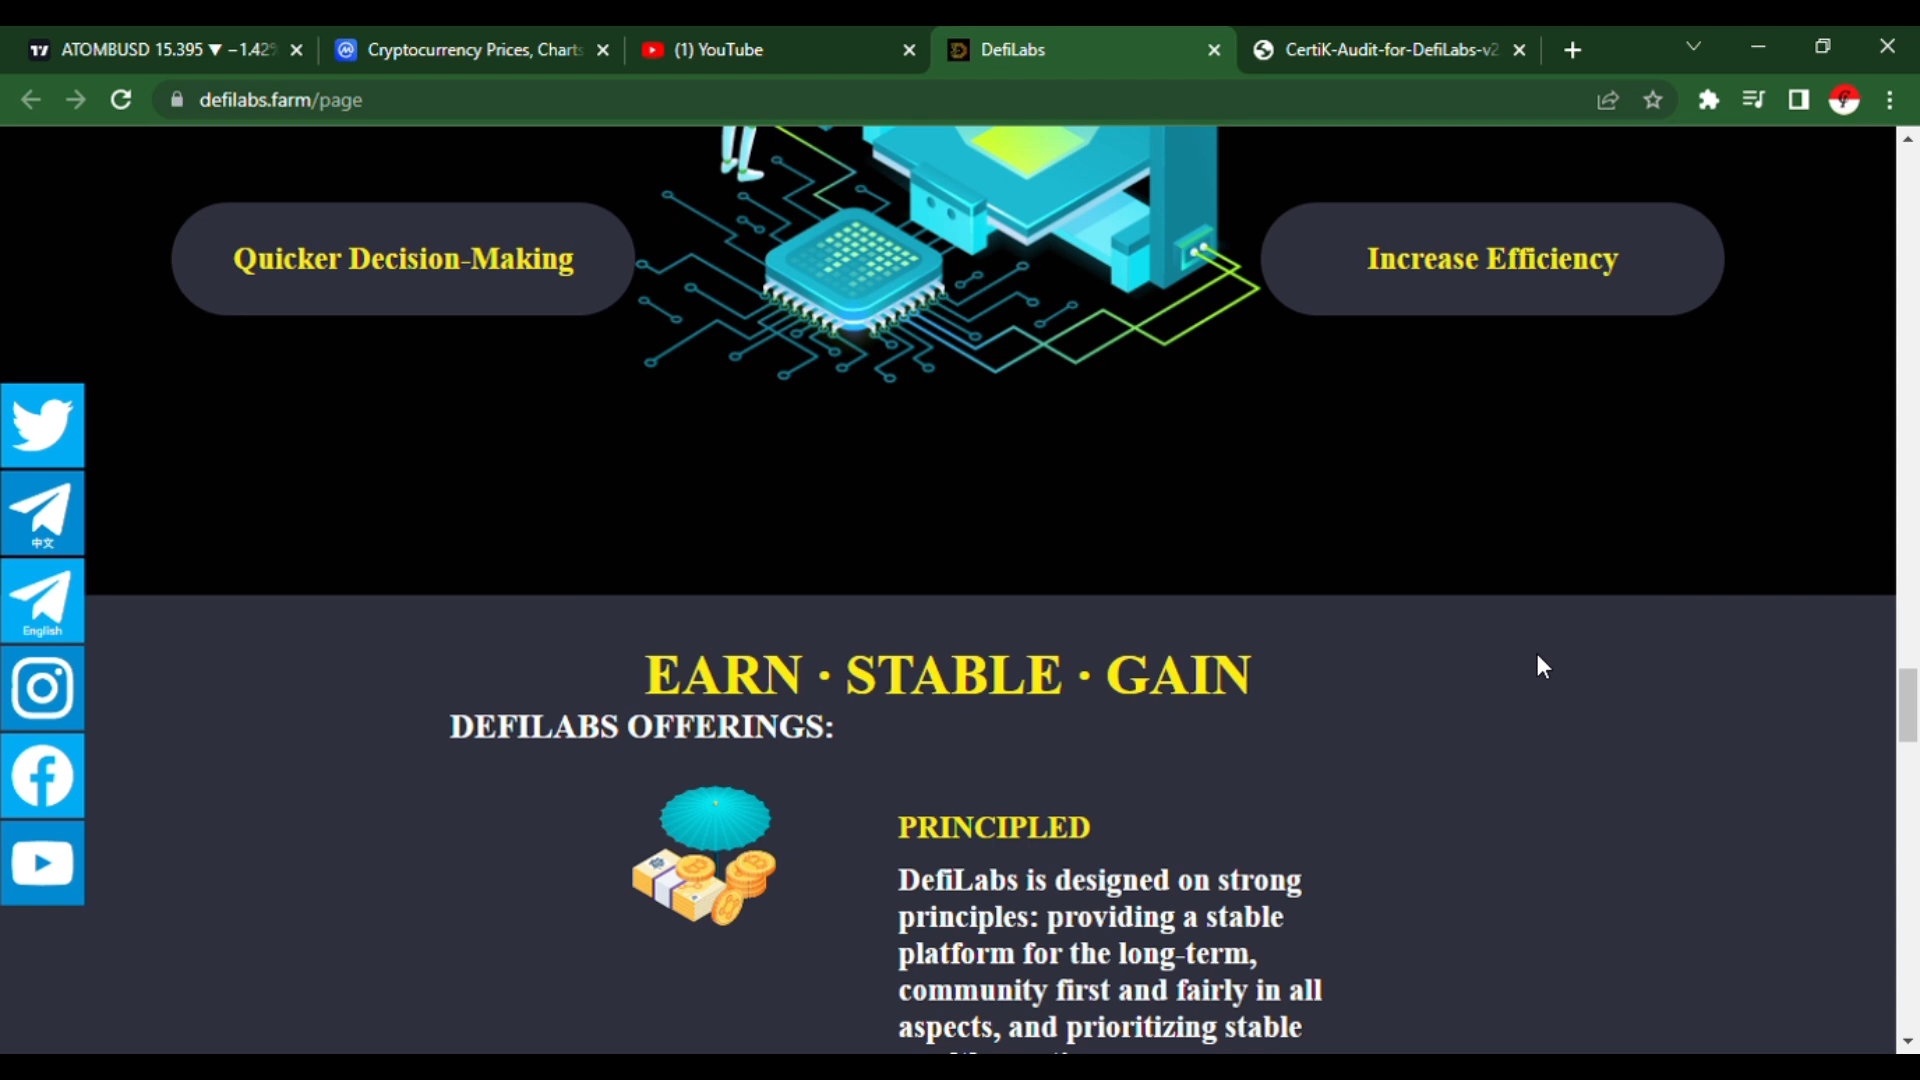 ATOMBUSD 15.395 ▼ −1.42%
Cryptocurrency Prices, Charts
(1) YouTube
DefiLabs
CertiK-Audit-for-DefiLabs-v2
defilabs.farm/page
Quicker Decision-Making
Increase Efficiency
中文
English
EARN · STABLE · GAIN
DEFILABS OFFERINGS:
PRINCIPLED
DefiLabs is designed on strong
principles: providing a stable
platform for the long-term,
community first and fairly in all
aspects, and prioritizing stable